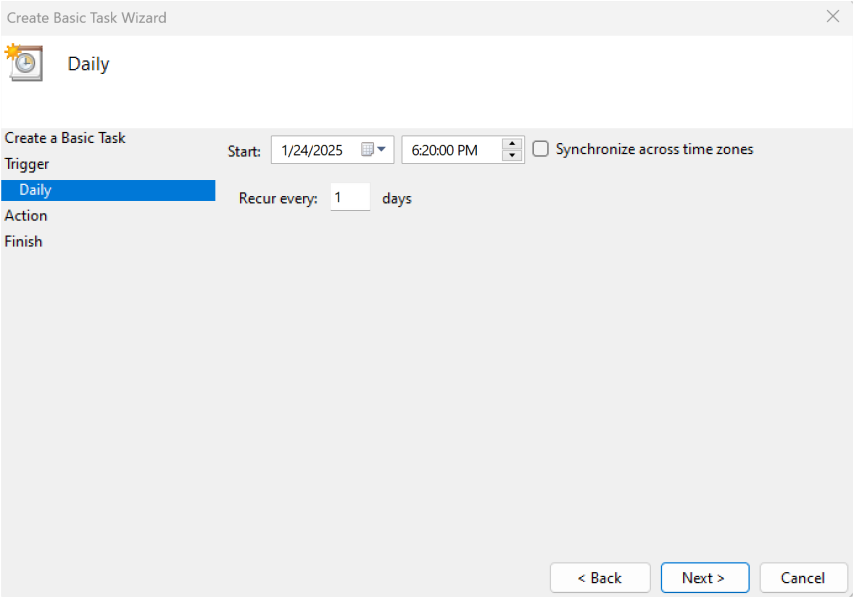 Create Basic Task Wizard
Daily
Create a Basic Task
Trigger
Daily
Action
Finish
Start: 1/24/2025 6:20:00 PM Synchronize across time zones
Recur every: 1 days
< Back Next > Cancel